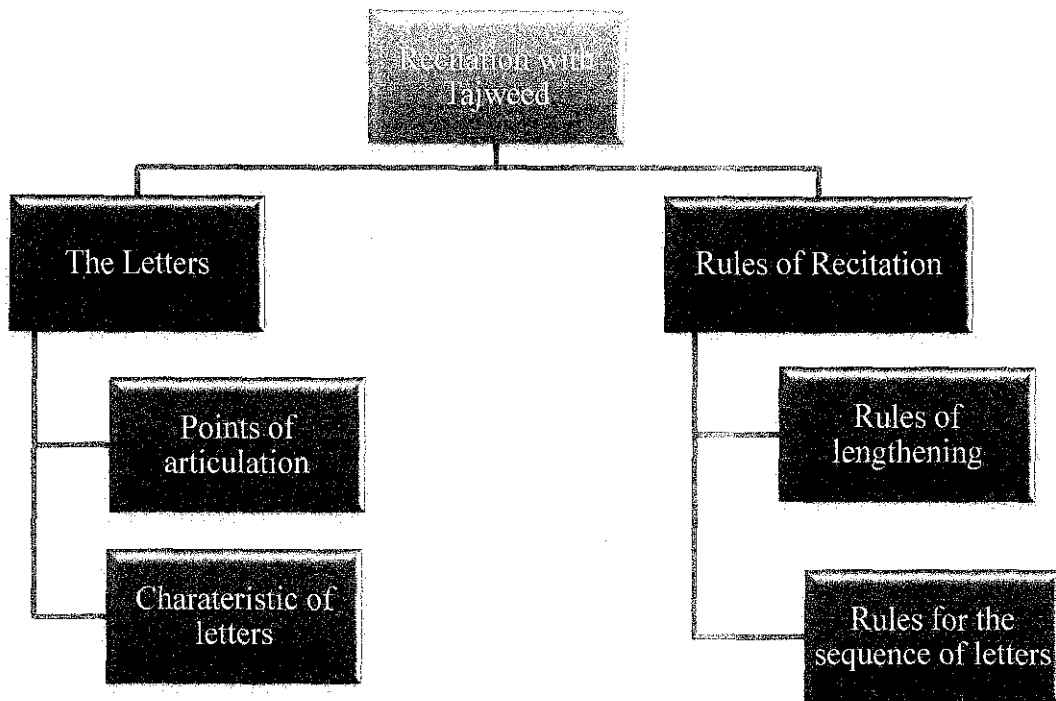 Recitation with
Tajweed
The Letters
Rules of Recitation
Points of
articulation
Rules of
lengthening
Charateristic of
letters
Rules for the
sequence of letters